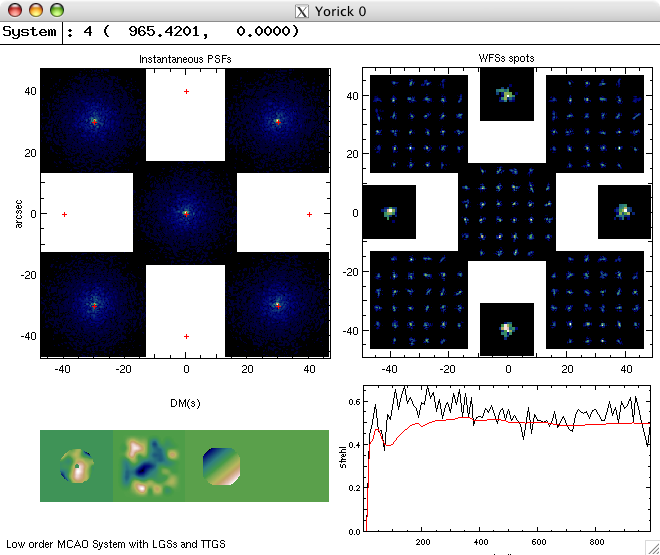 Yorick 0
System : 4 ( 965.4201, 0.0000)
Instantaneous PSFs
WFSs spots
arcsec
40
20
0
-20
-40
-40 -20 0 20 40
40
20
0
-20
-40
-40 -20 0 20 40
DM(s)
Strehl
0.6
0.4
0.2
0.0
200 400 600 800
Low order MCAO System with LGSs and TTGS